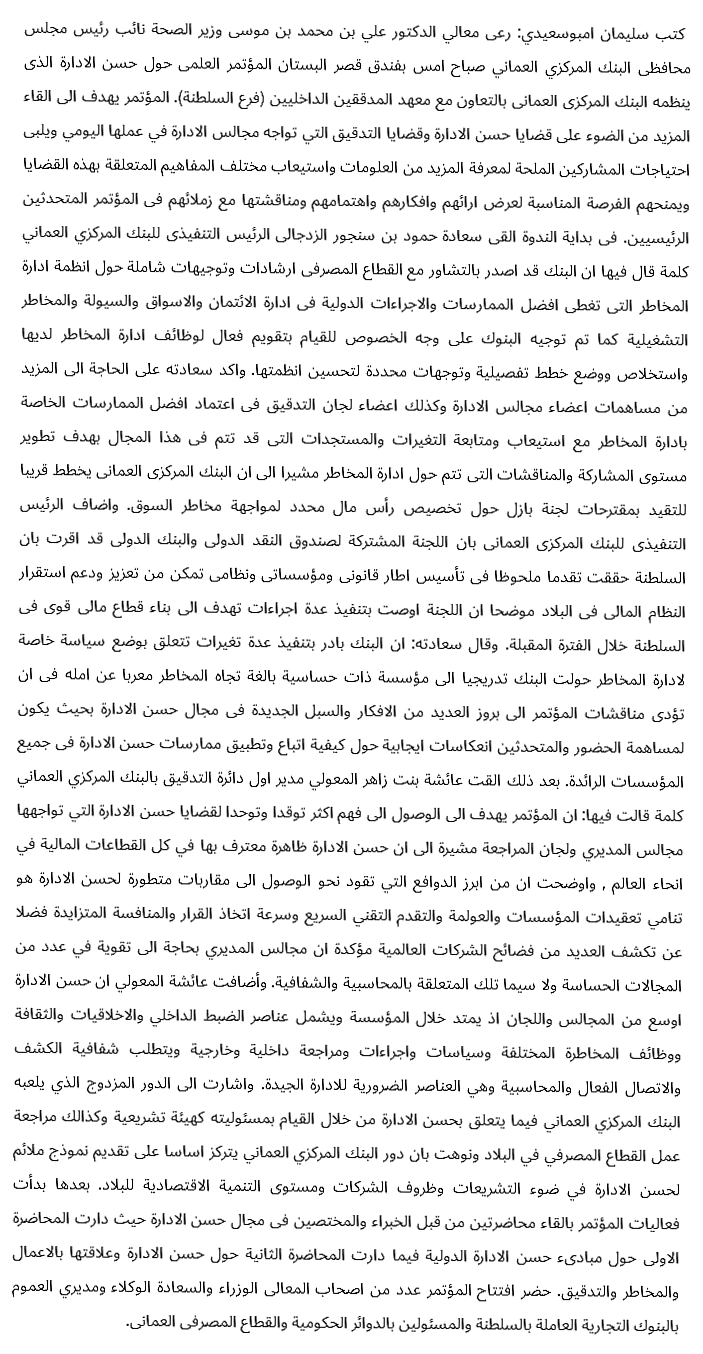 كتب سليمان امبوسعيدي: رعى معالي الدكتور علي بن محمد بن موسى وزير الصحة نائب رئيس مجلس
محافظى البنك المركزي العماني صباح امس بفندق قصر البستان المؤتمر العلمى حول حسن الادارة الذى
ينظمه البنك المركزى العمانى بالتعاون مع معهد المدققين الداخليين (فرع السلطنة). المؤتمر يهدف الى القاء
المزيد من الضوء على قضايا حسن الادارة وقضايا التدقيق التي تواجه مجالس الادارة في عملها اليومي ويلبى
احتياجات المشاركين الملحة لمعرفة المزيد من العلومات واستيعاب مختلف المفاهيم المتعلقة بهذه القضايا
ويمنحهم الفرصة المناسبة لعرض ارائهم وافكارهم واهتمامهم ومناقشتها مع زملائهم فى المؤتمر المتحدثين
الرئيسيين. فى بداية الندوة القى سعادة حمود بن سنجور الزدجالى الرئيس التنفيذى للبنك المركزي العماني
كلمة قال فيها ان البنك قد اصدر بالتشاور مع القطاع المصرفى ارشادات وتوجيهات شاملة حول انظمة ادارة
المخاطر التى تغطى افضل الممارسات والاجراءات الدولية فى ادارة الائتمان والاسواق والسيولة والمخاطر
التشغيلية كما تم توجيه البنوك على وجه الخصوص للقيام بتقويم فعال لوظائف ادارة المخاطر لديها
واستخلاص ووضع خطط تفصيلية وتوجهات محددة لتحسين انظمتها. واكد سعادته على الحاجة الى المزيد
من مساهمات اعضاء مجالس الادارة وكذلك اعضاء لجان التدقيق فى اعتماد افضل الممارسات الخاصة
بادارة المخاطر مع استيعاب ومتابعة التغيرات والمستجدات التى قد تتم فى هذا المجال بهدف تطوير
مستوى المشاركة والمناقشات التى تتم حول ادارة المخاطر مشيرا الى ان البنك المركزى العمانى يخطط قريبا
للتقيد بمقترحات لجنة بازل حول تخصيص رأس مال محدد لمواجهة مخاطر السوق. واضاف الرئيس
التنفيذى للبنك المركزى العمانى بان اللجنة المشتركة لصندوق النقد الدولى والبنك الدولى قد اقرت بان
السلطنة حققت تقدما ملحوظا فى تأسيس اطار قانونى ومؤسساتى ونظامى تمكن من تعزيز ودعم استقرار
النظام المالى فى البلاد موضحا ان اللجنة اوصت بتنفيذ عدة اجراءات تهدف الى بناء قطاع مالى قوى فى
السلطنة خلال الفترة المقبلة. وقال سعادته: ان البنك بادر بتنفيذ عدة تغيرات تتعلق بوضع سياسة خاصة
لادارة المخاطر حولت البنك تدريجيا الى مؤسسة ذات حساسية بالغة تجاه المخاطر معربا عن امله فى ان
تؤدى مناقشات المؤتمر الى بروز العديد من الافكار والسبل الجديدة فى مجال حسن الادارة بحيث يكون
لمساهمة الحضور والمتحدثين انعكاسات ايجابية حول كيفية اتباع وتطبيق ممارسات حسن الادارة فى جميع
المؤسسات الرائدة. بعد ذلك القت عائشة بنت زاهر المعولي مدير اول دائرة التدقيق بالبنك المركزي العماني
كلمة قالت فيها: ان المؤتمر يهدف الى الوصول الى فهم اكثر توقدا وتوحدا لقضايا حسن الادارة التي تواجهها
مجالس المديري ولجان المراجعة مشيرة الى ان حسن الادارة ظاهرة معترف بها في كل القطاعات المالية في
انحاء العالم , واوضحت ان من ابرز الدوافع التي تقود نحو الوصول الى مقاربات متطورة لحسن الادارة هو
تنامي تعقيدات المؤسسات والعولمة والتقدم التقني السريع وسرعة اتخاذ القرار والمنافسة المتزايدة فضلا
عن تكشف العديد من فضائح الشركات العالمية مؤكدة ان مجالس المديري بحاجة الى تقوية في عدد من
المجالات الحساسة ولا سيما تلك المتعلقة بالمحاسبية والشفافية. وأضافت عائشة المعولي ان حسن الادارة
اوسع من المجالس واللجان اذ يمتد خلال المؤسسة ويشمل عناصر الضبط الداخلي والاخلاقيات والثقافة
ووظائف المخاطرة المختلفة وسياسات واجراءات ومراجعة داخلية وخارجية ويتطلب شفافية الكشف
والاتصال الفعال والمحاسبية وهي العناصر الضرورية للادارة الجيدة. واشارت الى الدور المزدوج الذي يلعبه
البنك المركزي العماني فيما يتعلق بحسن الادارة من خلال القيام بمسئوليته كهيئة تشريعية وكذالك مراجعة
عمل القطاع المصرفي في البلاد ونوهت بان دور البنك المركزي العماني يتركز اساسا على تقديم نموذج ملائم
لحسن الادارة في ضوء التشريعات وظروف الشركات ومستوى التنمية الاقتصادية للبلاد. بعدها بدأت
فعاليات المؤتمر بالقاء محاضرتين من قبل الخبراء والمختصين فى مجال حسن الادارة حيث دارت المحاضرة
الاولى حول مبادىء حسن الادارة الدولية فيما دارت المحاضرة الثانية حول حسن الادارة وعلاقتها بالاعمال
والمخاطر والتدقيق. حضر افتتاح المؤتمر عدد من اصحاب المعالى الوزراء والسعادة الوكلاء ومديري العموم
بالبنوك التجارية العاملة بالسلطنة والمسئولين بالدوائر الحكومية والقطاع المصرفى العمانى.